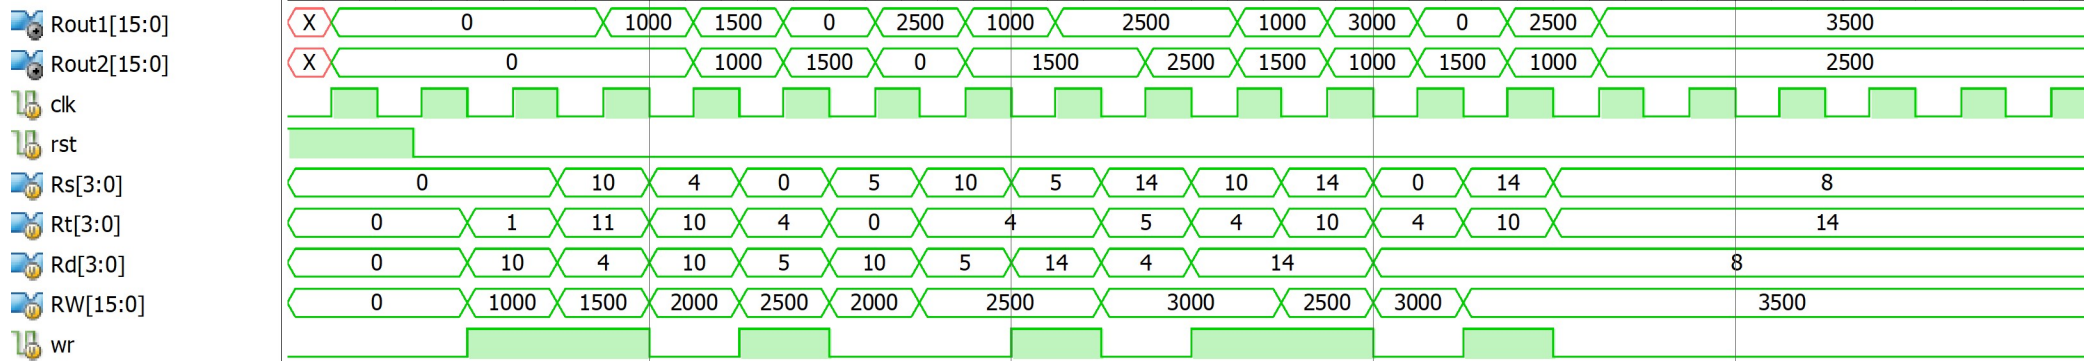 Rout1[15:0] X 0 1000 1500 0 2500 1000 2500 1000 3000 0 2500 3500
Rout2[15:0] X 0 1000 1500 0 1500 2500 1500 1000 1500 1000 2500
clk
rst
Rs[3:0] 0 10 4 0 5 10 5 14 10 14 0 14 8
Rt[3:0] 0 1 11 10 4 0 4 5 4 10 4 10 14
Rd[3:0] 0 10 4 10 5 10 5 14 4 14 8
RW[15:0] 0 1000 1500 2000 2500 2000 2500 3000 2500 3000 3500
wr